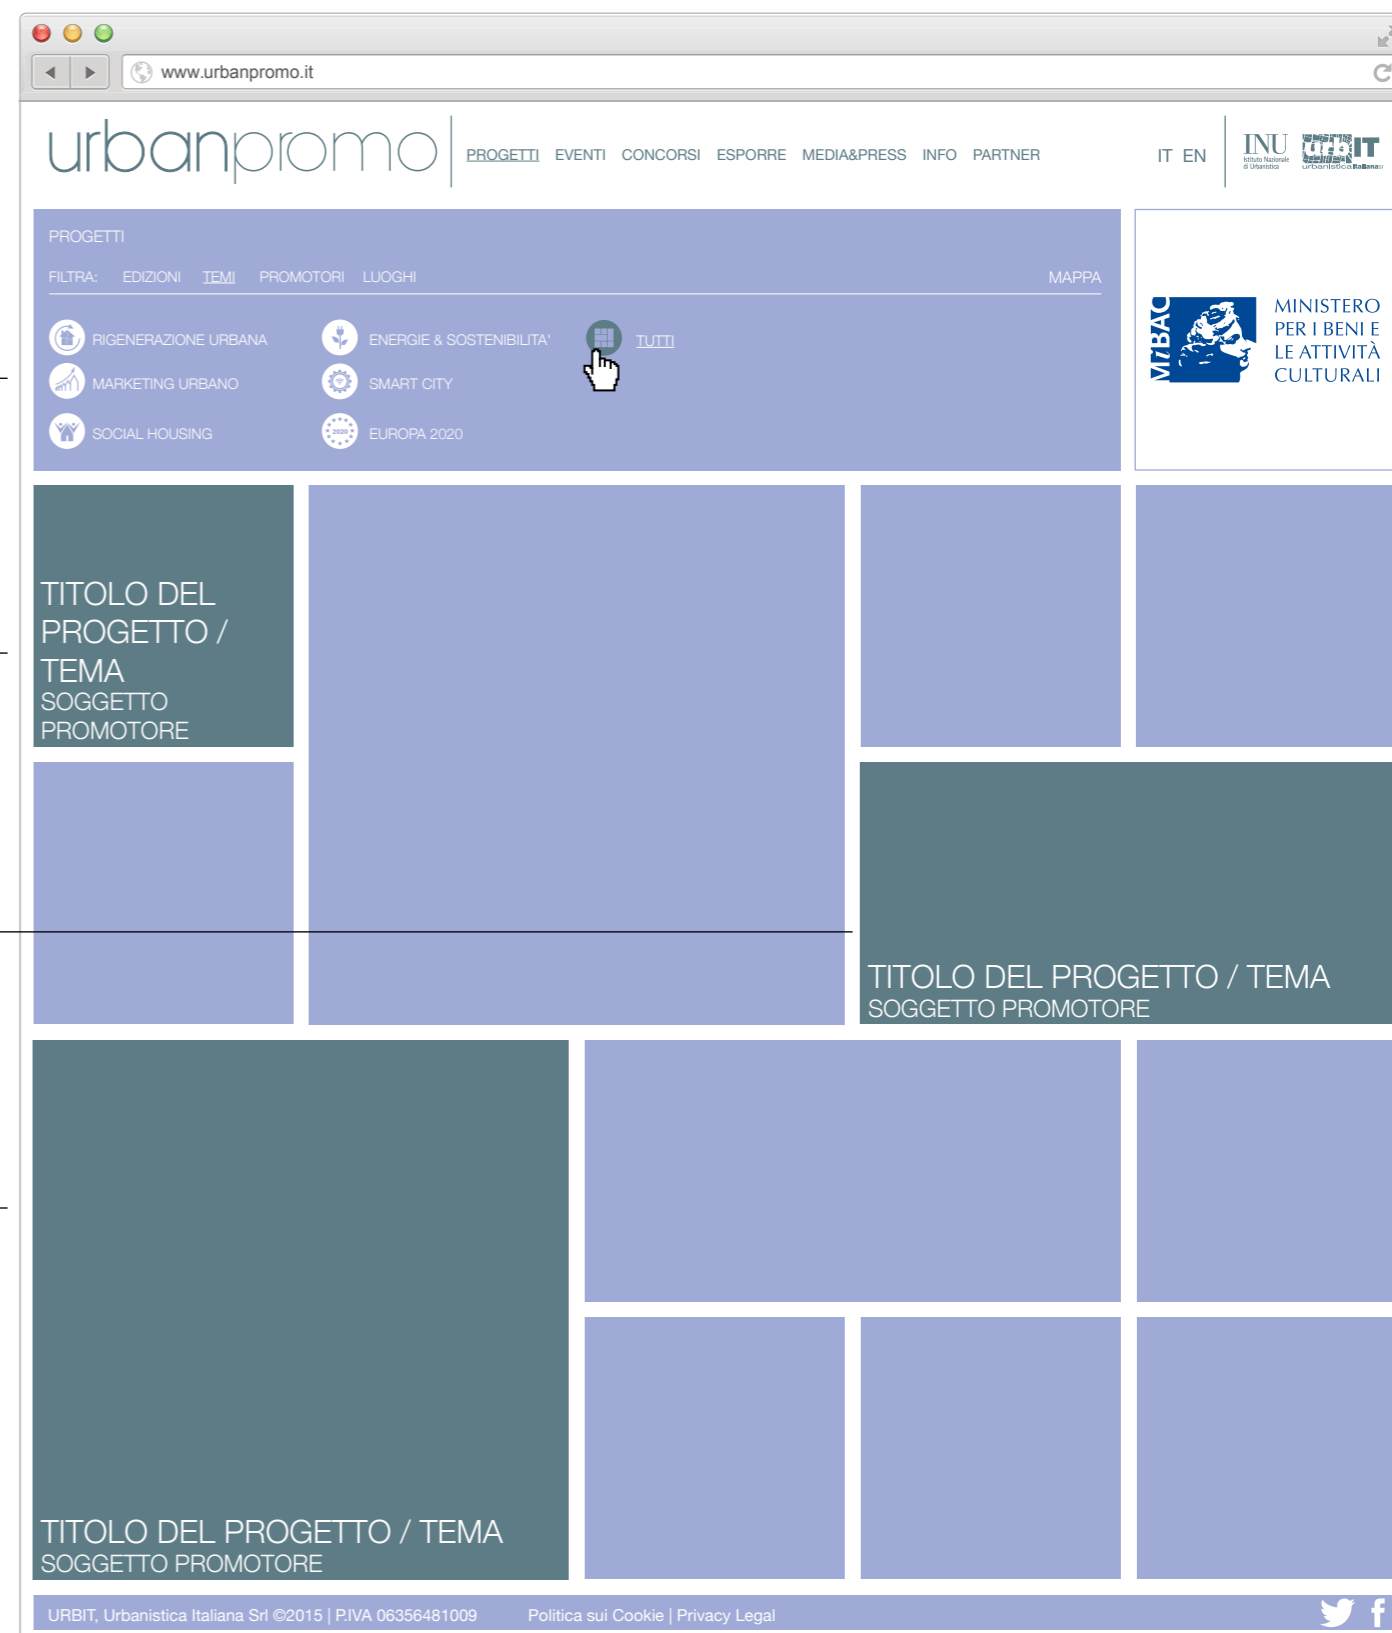 www.urbanpromo.it
urbanpromo
PROGETTI EVENTI CONCORSI ESPORRE MEDIA&PRESS INFO PARTNER
IT EN
INU
Istituto Nazionale
di Urbanistica
urbIT
urbanisticaItaliana srl
PROGETTI
FILTRA: EDIZIONI TEMI PROMOTORI LUOGHI
MAPPA
RIGENERAZIONE URBANA
ENERGIE & SOSTENIBILITA'
TUTTI
MARKETING URBANO
SMART CITY
SOCIAL HOUSING
2020
EUROPA 2020
MiBAC
MINISTERO
PER I BENI E
LE ATTIVITÀ
CULTURALI
TITOLO DEL
PROGETTO /
TEMA
SOGGETTO
PROMOTORE
TITOLO DEL PROGETTO / TEMA
SOGGETTO PROMOTORE
TITOLO DEL PROGETTO / TEMA
SOGGETTO PROMOTORE
URBIT, Urbanistica Italiana Srl ©2015 | P.IVA 06356481009
Politica sui Cookie | Privacy Legal